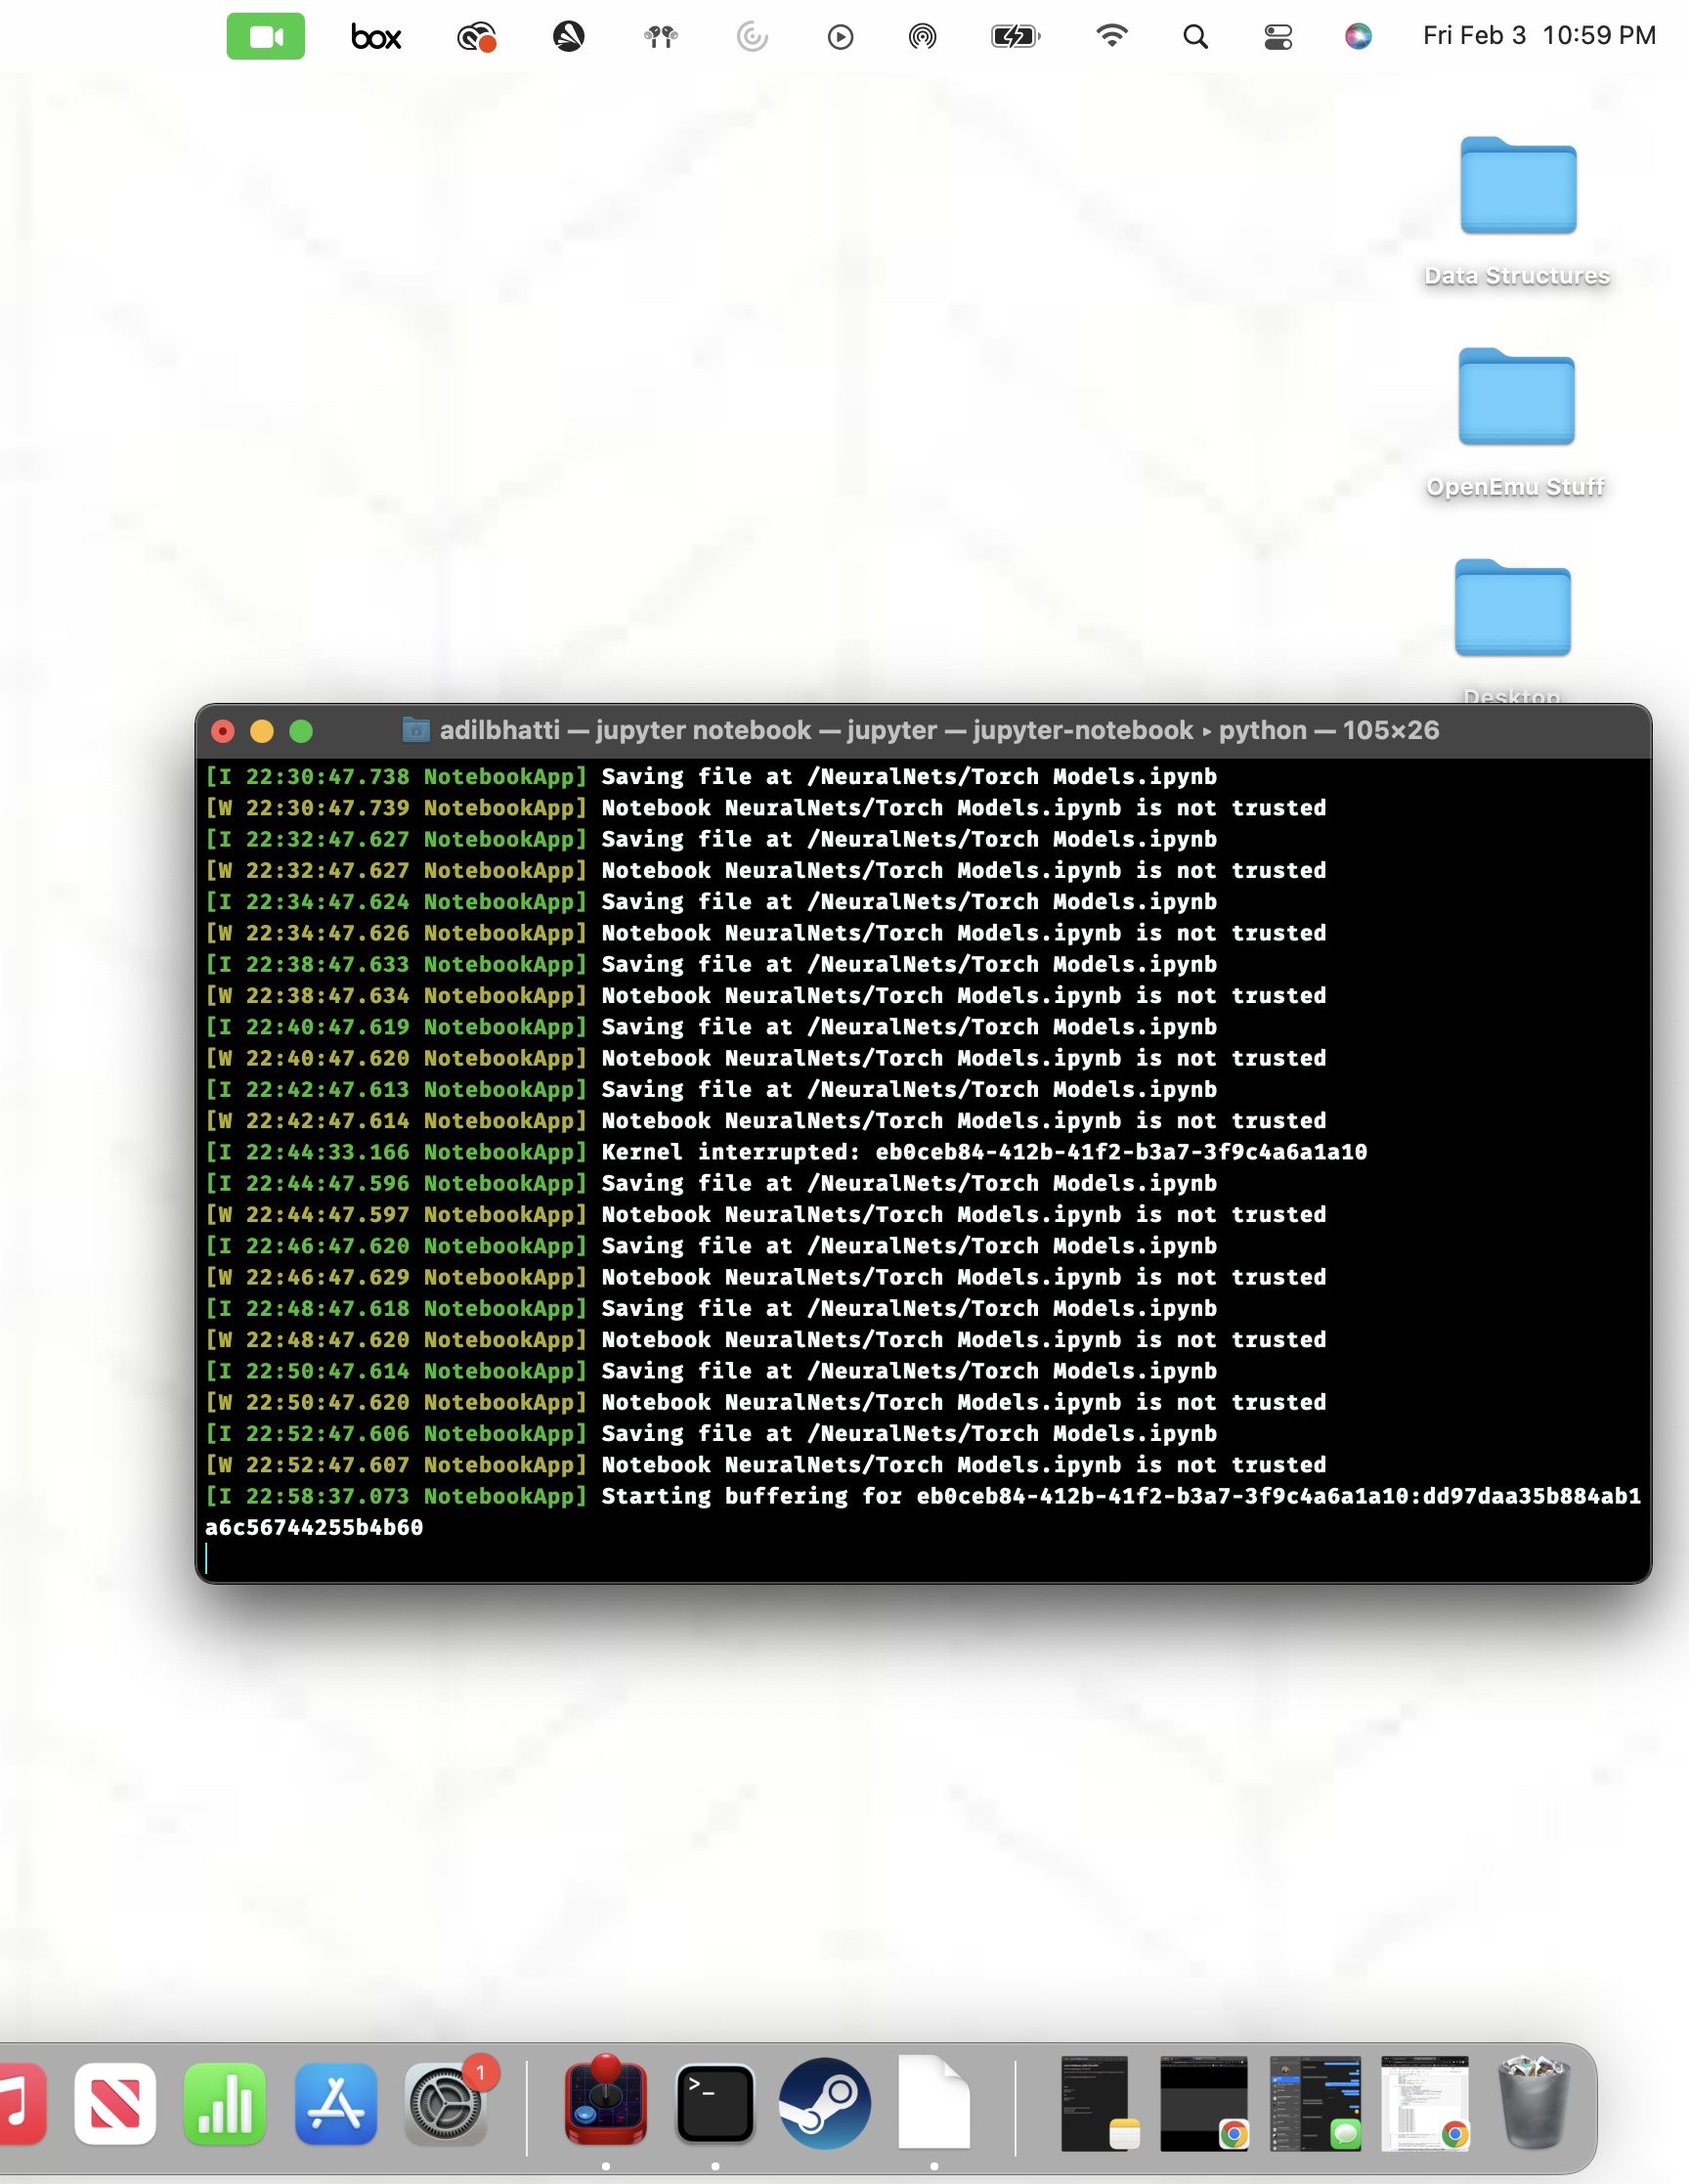 box
Fri Feb 3 10:59 PM
Data Structures
OpenEmu Stuff
Desktop
adilbhatti — jupyter notebook — jupyter — jupyter-notebook ▸ python — 105×26
[I 22:30:47.738 NotebookApp] Saving file at /NeuralNets/Torch Models.ipynb
[W 22:30:47.739 NotebookApp] Notebook NeuralNets/Torch Models.ipynb is not trusted
[I 22:32:47.627 NotebookApp] Saving file at /NeuralNets/Torch Models.ipynb
[W 22:32:47.627 NotebookApp] Notebook NeuralNets/Torch Models.ipynb is not trusted
[I 22:34:47.624 NotebookApp] Saving file at /NeuralNets/Torch Models.ipynb
[W 22:34:47.626 NotebookApp] Notebook NeuralNets/Torch Models.ipynb is not trusted
[I 22:38:47.633 NotebookApp] Saving file at /NeuralNets/Torch Models.ipynb
[W 22:38:47.634 NotebookApp] Notebook NeuralNets/Torch Models.ipynb is not trusted
[I 22:40:47.619 NotebookApp] Saving file at /NeuralNets/Torch Models.ipynb
[W 22:40:47.620 NotebookApp] Notebook NeuralNets/Torch Models.ipynb is not trusted
[I 22:42:47.613 NotebookApp] Saving file at /NeuralNets/Torch Models.ipynb
[W 22:42:47.614 NotebookApp] Notebook NeuralNets/Torch Models.ipynb is not trusted
[I 22:44:33.166 NotebookApp] Kernel interrupted: eb0ceb84-412b-41f2-b3a7-3f9c4a6a1a10
[I 22:44:47.596 NotebookApp] Saving file at /NeuralNets/Torch Models.ipynb
[W 22:44:47.597 NotebookApp] Notebook NeuralNets/Torch Models.ipynb is not trusted
[I 22:46:47.620 NotebookApp] Saving file at /NeuralNets/Torch Models.ipynb
[W 22:46:47.629 NotebookApp] Notebook NeuralNets/Torch Models.ipynb is not trusted
[I 22:48:47.618 NotebookApp] Saving file at /NeuralNets/Torch Models.ipynb
[W 22:48:47.620 NotebookApp] Notebook NeuralNets/Torch Models.ipynb is not trusted
[I 22:50:47.614 NotebookApp] Saving file at /NeuralNets/Torch Models.ipynb
[W 22:50:47.620 NotebookApp] Notebook NeuralNets/Torch Models.ipynb is not trusted
[I 22:52:47.606 NotebookApp] Saving file at /NeuralNets/Torch Models.ipynb
[W 22:52:47.607 NotebookApp] Notebook NeuralNets/Torch Models.ipynb is not trusted
[I 22:58:37.073 NotebookApp] Starting buffering for eb0ceb84-412b-41f2-b3a7-3f9c4a6a1a10:dd97daa35b884ab1
a6c56744255b4b60
1
>_